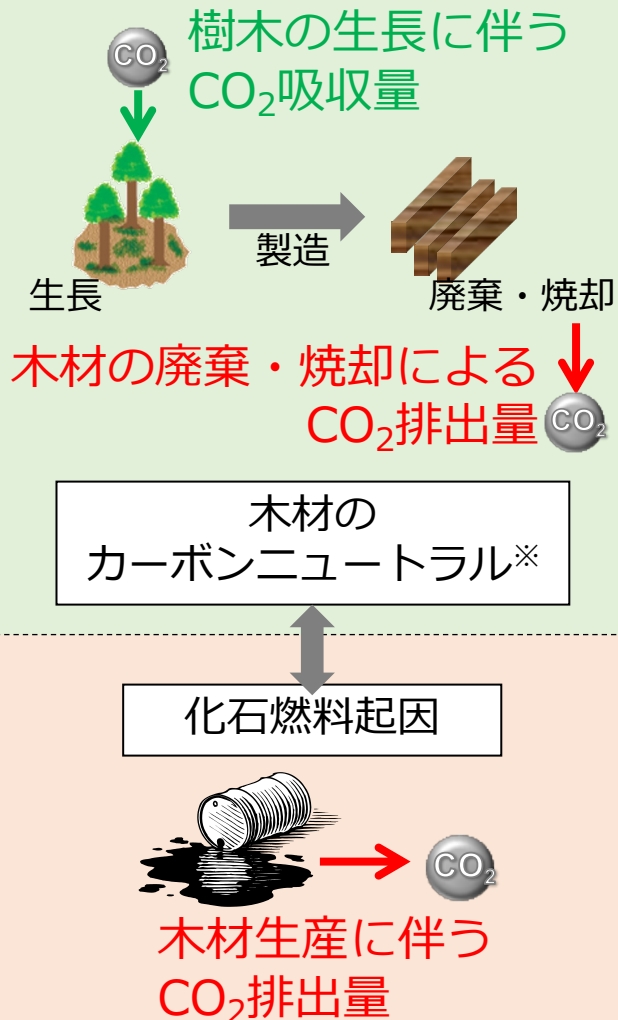 CO₂
樹木の生長に伴う
CO₂吸収量
製造
生長
廃棄・焼却
木材の廃棄・焼却による
CO₂排出量
CO₂
木材の
カーボンニュートラル※
化石燃料起因
CO₂
木材生産に伴う
CO₂排出量